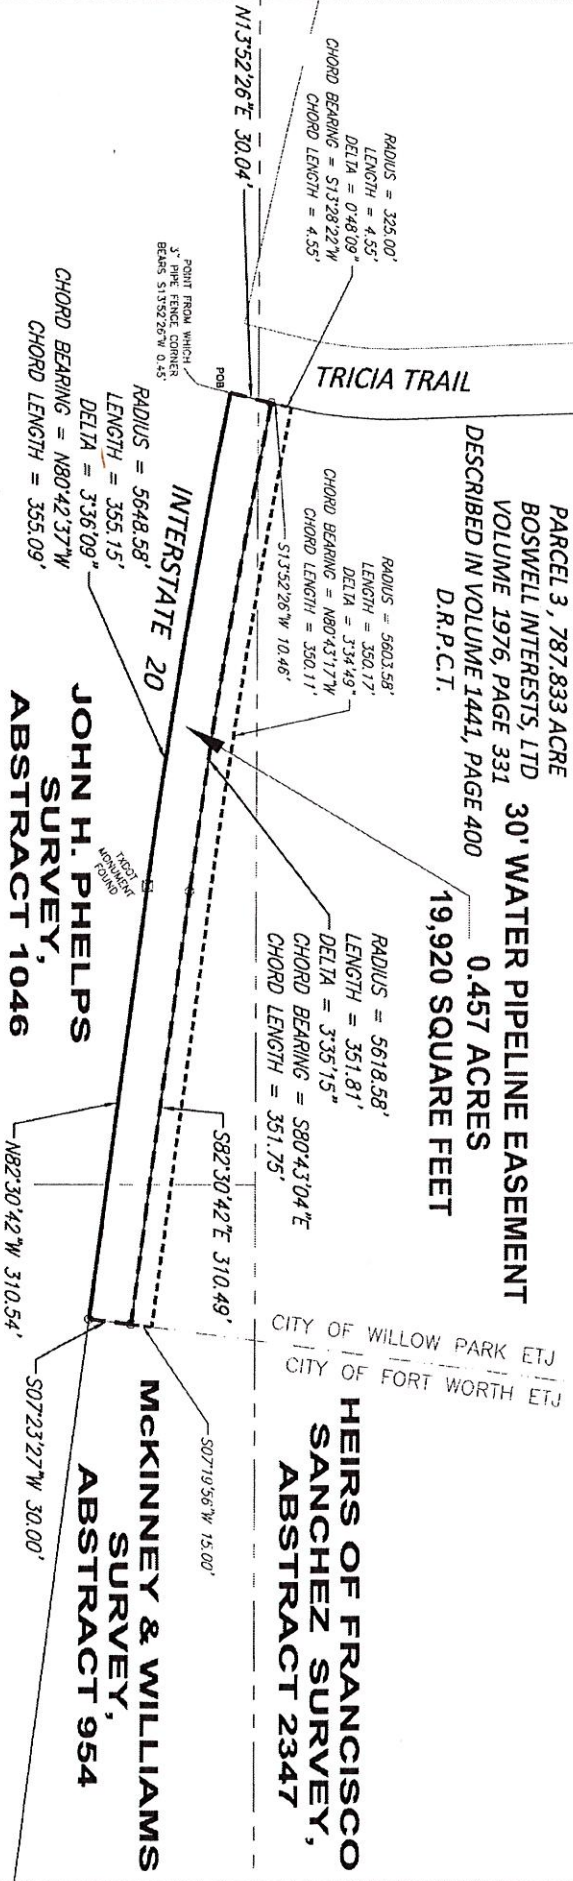 PARCEL 3 , 787.833 ACRE
BOSWELL INTERESTS, LTD
VOLUME 1976, PAGE 331
DESCRIBED IN VOLUME 1441, PAGE 400
D.R.P.C.T.
30' WATER PIPELINE EASEMENT
0.457 ACRES
19,920 SQUARE FEET
TRICIA TRAIL
RADIUS = 325.00'
LENGTH = 4.55'
DELTA = 0°48'09"
CHORD BEARING = S13°28'22"W
CHORD LENGTH = 4.55'
N13°52'26"E 30.04'
RADIUS = 5603.58'
LENGTH = 350.17'
DELTA = 3°34'49"
CHORD BEARING = N80°43'17"W
CHORD LENGTH = 350.11'
S13°52'26"W 10.46'
RADIUS = 5618.58'
LENGTH = 351.81'
DELTA = 3°35'15"
CHORD BEARING = S80°43'04"E
CHORD LENGTH = 351.75'
S82°30'42"E 310.49'
CITY OF WILLOW PARK ETJ
CITY OF FORT WORTH ETJ
HEIRS OF FRANCISCO
SANCHEZ SURVEY,
ABSTRACT 2347
S07°19'56"W 15.00'
POINT FROM WHICH
3" PIPE FENCE CORNER
BEARS S13°52'26"W 0.45'
POB
INTERSTATE 20
RADIUS = 5648.58'
LENGTH = 355.15'
DELTA = 3°36'09"
CHORD BEARING = N80°42'37"W
CHORD LENGTH = 355.09'
TXDOT
MONUMENT
FOUND
JOHN H. PHELPS
SURVEY,
ABSTRACT 1046
N82°30'42"W 310.54'
S07°23'27"W 30.00'
McKINNEY & WILLIAMS
SURVEY,
ABSTRACT 954